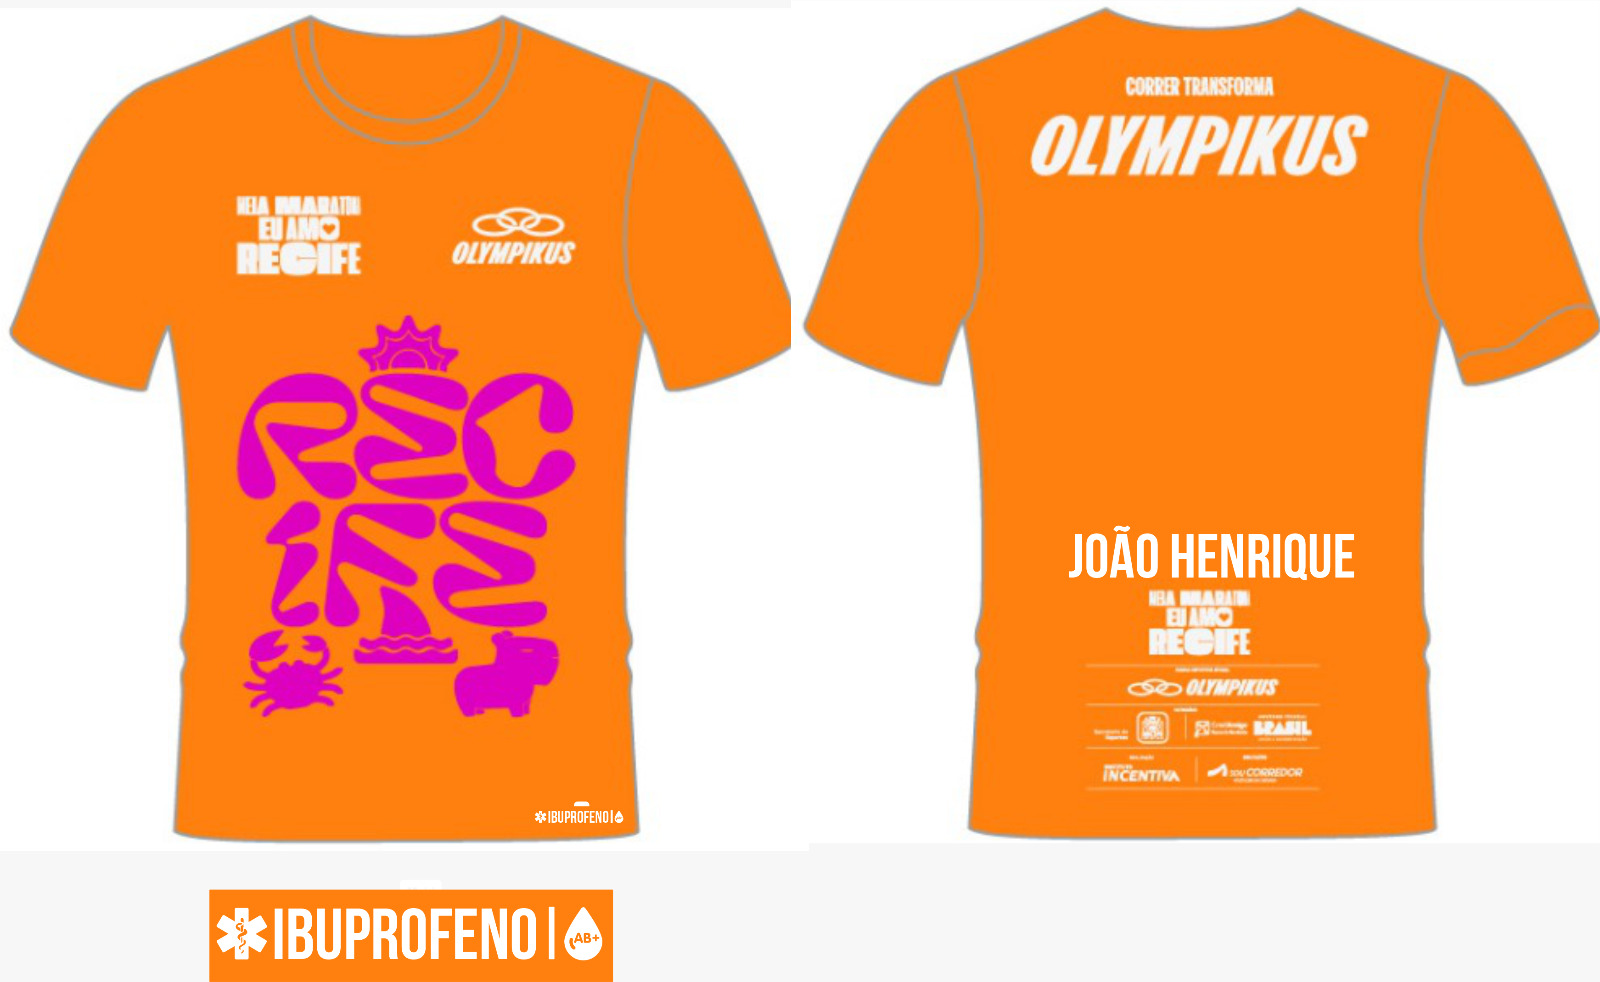 MEIA MARATONA
EU AMO
RECIFE
OLYMPIKUS
REC
IFE
IBUPROFENO
IBUPROFENO
AB+
CORRER TRANSFORMA
OLYMPIKUS
JOÃO HENRIQUE
MEIA MARATONA
EU AMO
RECIFE
OLYMPIKUS
BRASIL
INCENTIVA
SOU CORREDOR